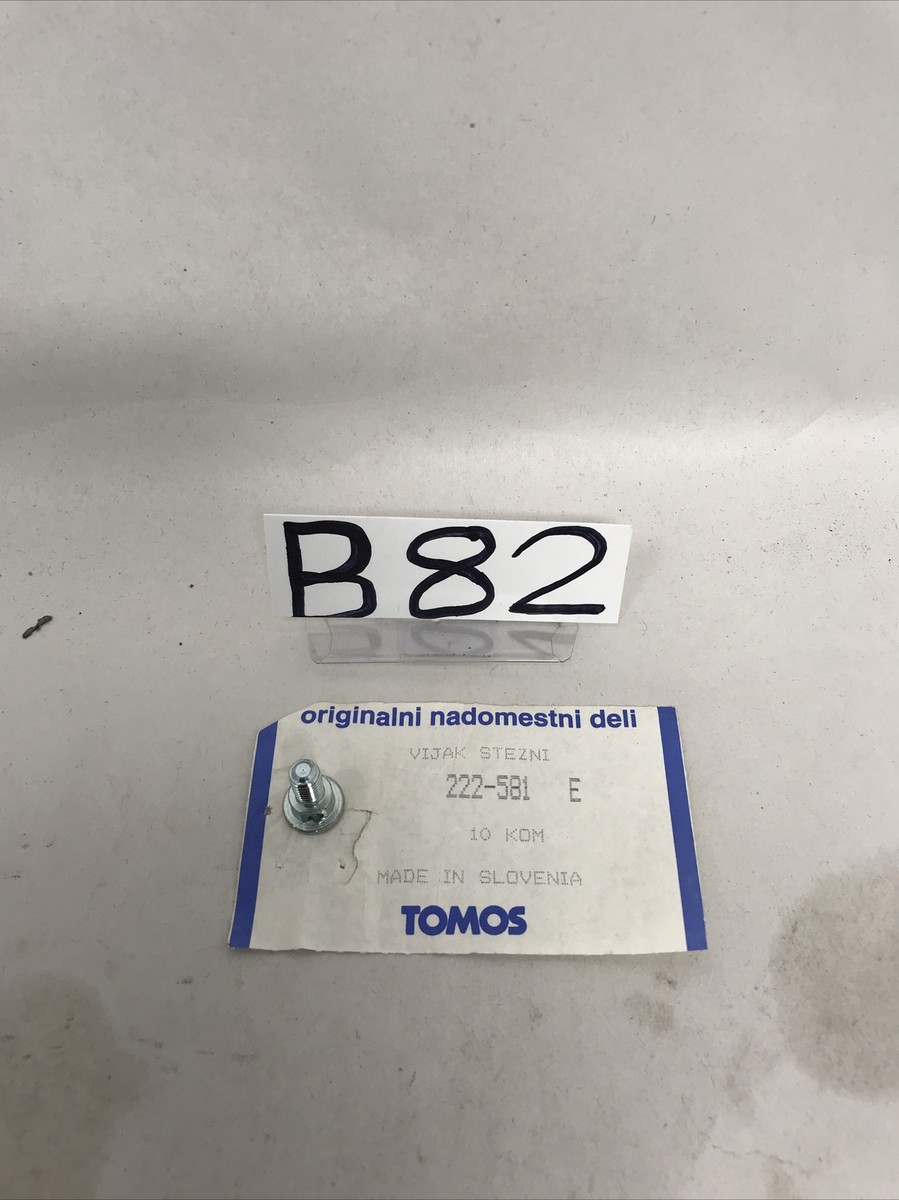 B82
originalni nadomestni deli
VIJAK STEZNI
222-581 E
10 KOM
MADE IN SLOVENIA
TOMOS